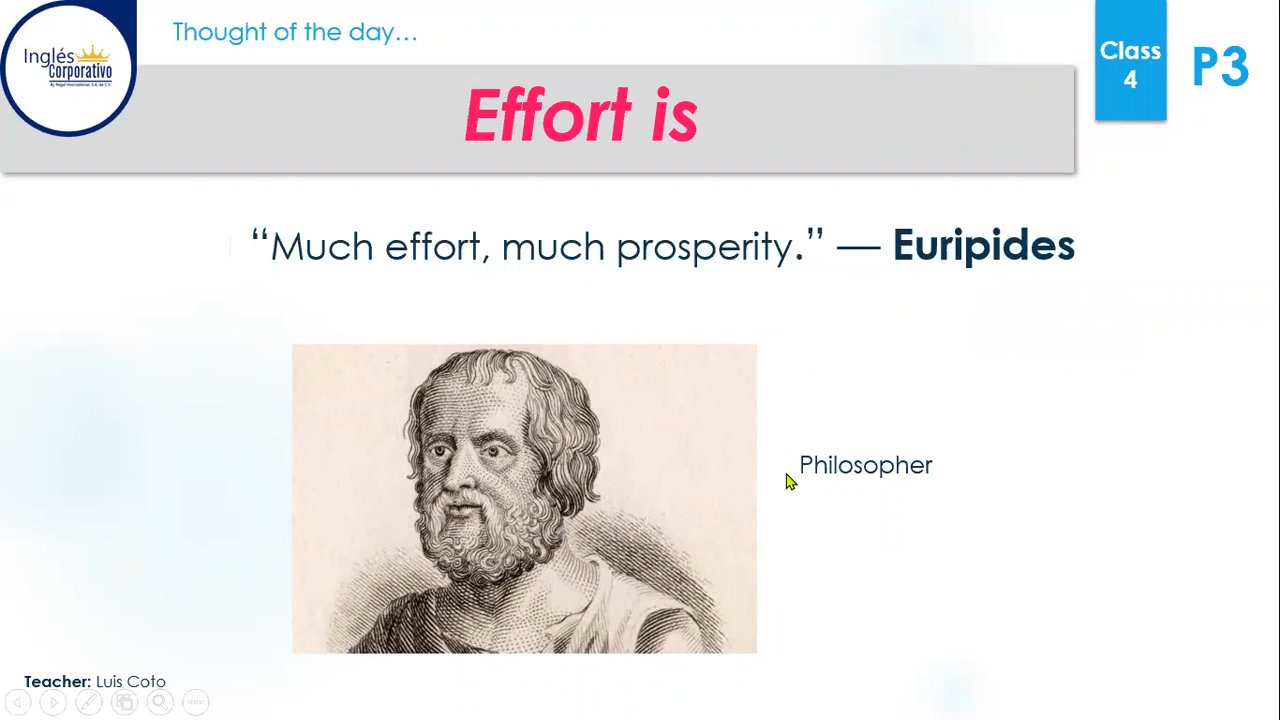 Inglés
Corporativo
By Regal International, S.A. de C.V
Thought of the day…
Class
4
P3
Effort is
“Much effort, much prosperity.” — Euripides
Philosopher
Teacher: Luis Coto